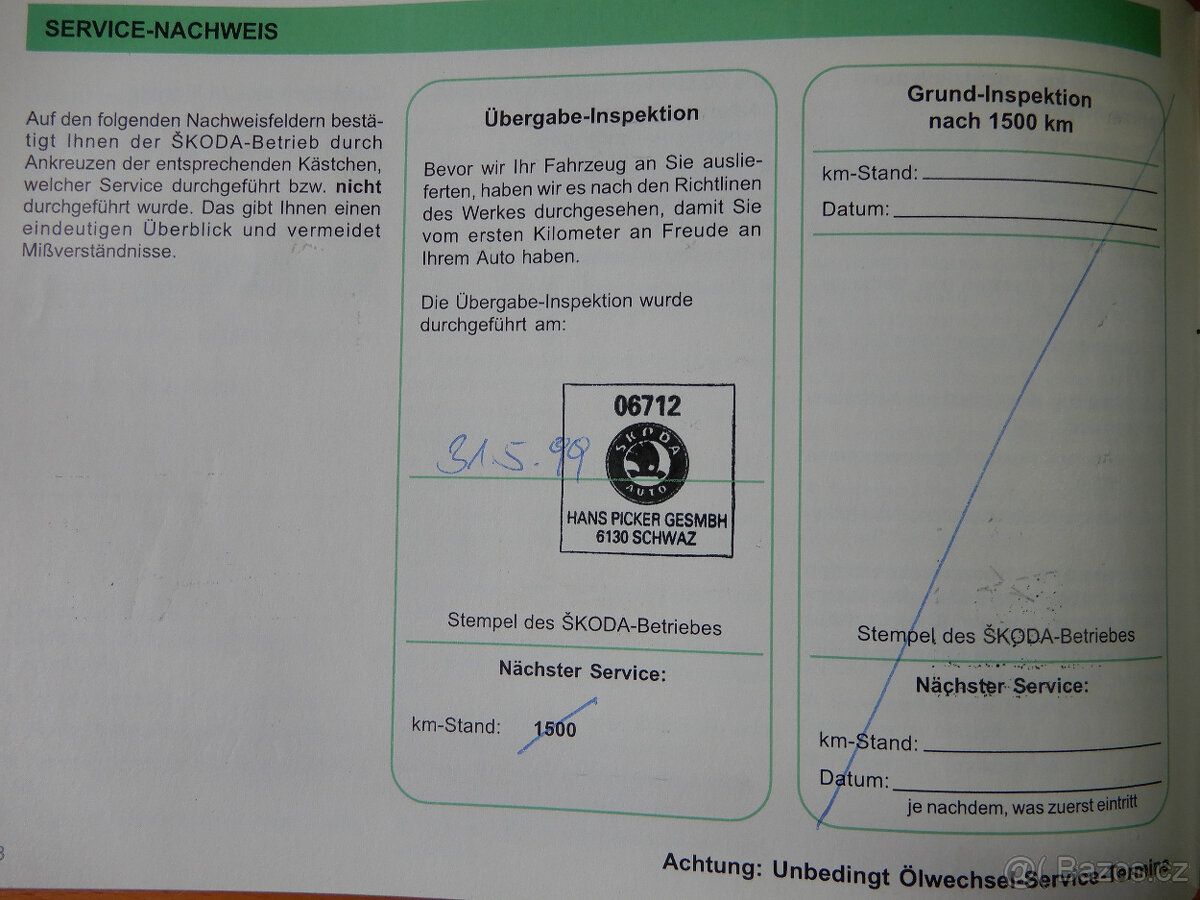 SERVICE-NACHWEIS
Auf den folgenden Nachweisfeldern bestä-
tigt Ihnen der ŠKODA-Betrieb durch
Ankreuzen der entsprechenden Kästchen,
welcher Service durchgeführt bzw. nicht
durchgeführt wurde. Das gibt Ihnen einen
eindeutigen Überblick und vermeidet
Mißverständnisse.
Übergabe-Inspektion
Bevor wir Ihr Fahrzeug an Sie auslie-
ferten, haben wir es nach den Richtlinen
des Werkes durchgesehen, damit Sie
vom ersten Kilometer an Freude an
Ihrem Auto haben.
Die Übergabe-Inspektion wurde
durchgeführt am:
31.5.99
06712
SKODA
AUTO
HANS PICKER GESMBH
6130 SCHWAZ
Stempel des ŠKODA-Betriebes
Nächster Service:
km-Stand: 1500
Grund-Inspektion
nach 1500 km
km-Stand:
Datum:
Stempel des ŠKODA-Betriebes
Nächster Service:
km-Stand:
Datum:
je nachdem, was zuerst eintritt
Achtung: Unbedingt Ölwechsel-Service-Termine
@( Bazos.cz